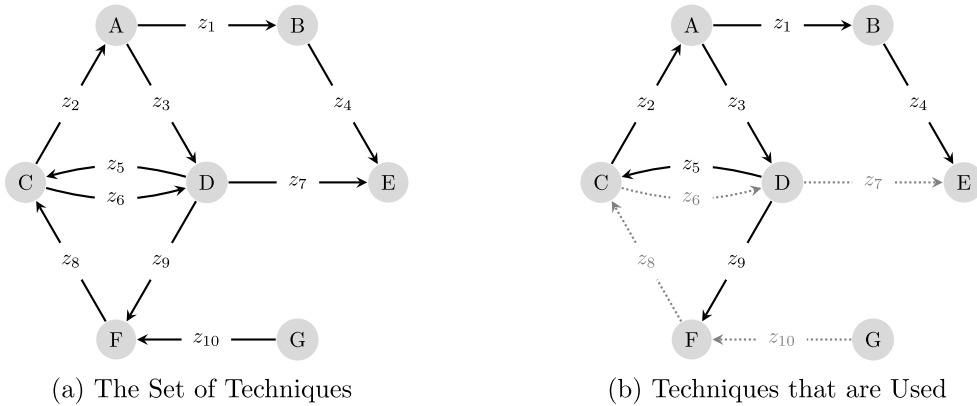 A z₁ B A z₁ B
z₂ z₃ z₄ z₂ z₃ z₄
C z₅ D z₇ E C z₅ D z₇ E
z₆ z₆
z₈ z₉ z₈ z₉
F z₁₀ G F z₁₀ G
(a) The Set of Techniques (b) Techniques that are Used